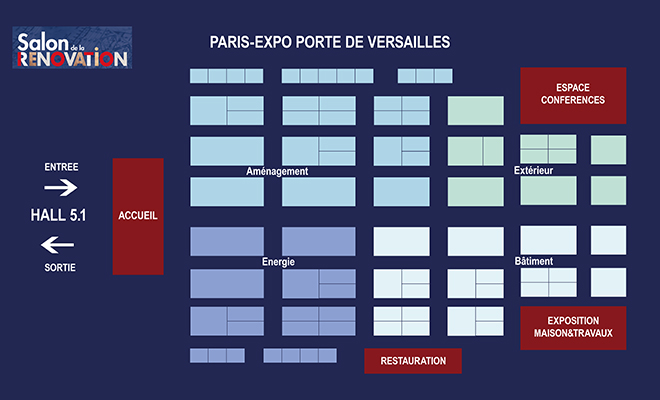 Salon
de la
RENOVATION
PARIS-EXPO PORTE DE VERSAILLES
ESPACE
CONFERENCES
ENTREE
HALL 5.1
SORTIE
ACCUEIL
Aménagement
Extérieur
Energie
Bâtiment
EXPOSITION
MAISON&TRAVAUX
RESTAURATION